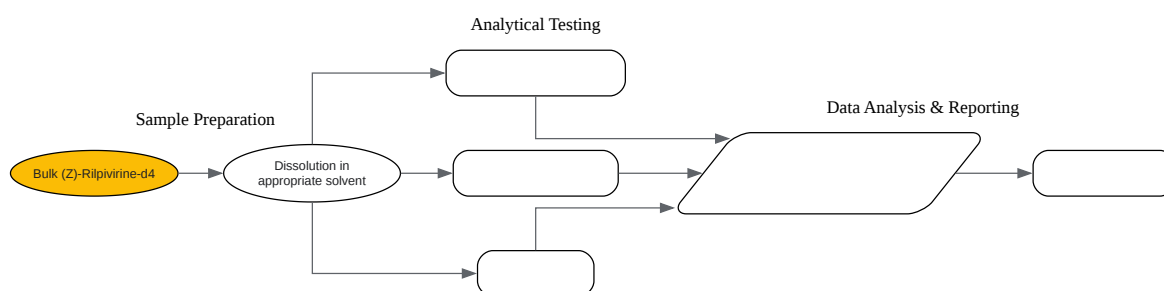 Analytical Testing
Sample Preparation
Data Analysis & Reporting
Bulk (Z)-Rilpivirine-d4
Dissolution in
appropriate solvent